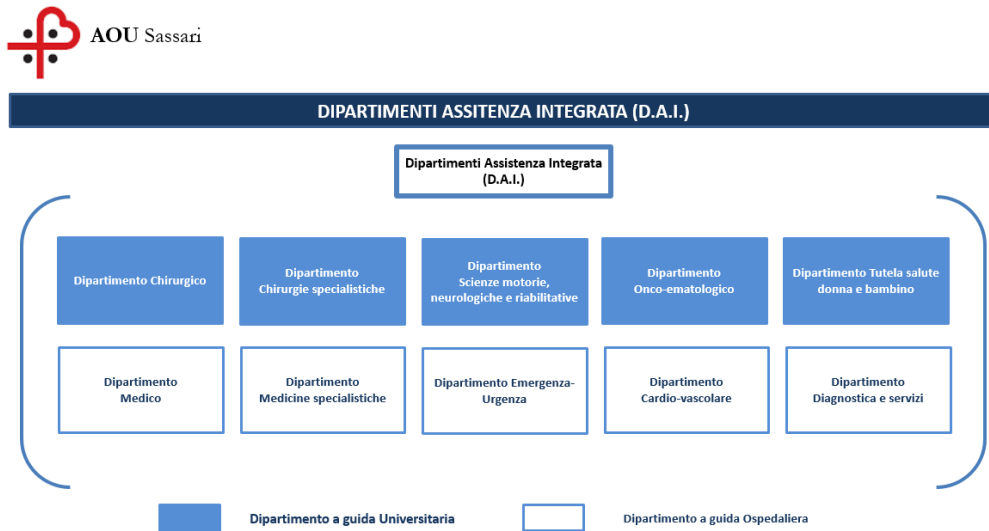 AOU Sassari
DIPARTIMENTI ASSITENZA INTEGRATA (D.A.I.)
Dipartimenti Assistenza Integrata
(D.A.I.)
Dipartimento Chirurgico
Dipartimento
Chirurgie specialistiche
Dipartimento
Scienze motorie,
neurologiche e riabilitative
Dipartimento
Onco-ematologico
Dipartimento Tutela salute
donna e bambino
Dipartimento
Medico
Dipartimento
Medicine specialistiche
Dipartimento Emergenza-
Urgenza
Dipartimento
Cardio-vascolare
Dipartimento
Diagnostica e servizi
Dipartimento a guida Universitaria
Dipartimento a guida Ospedaliera